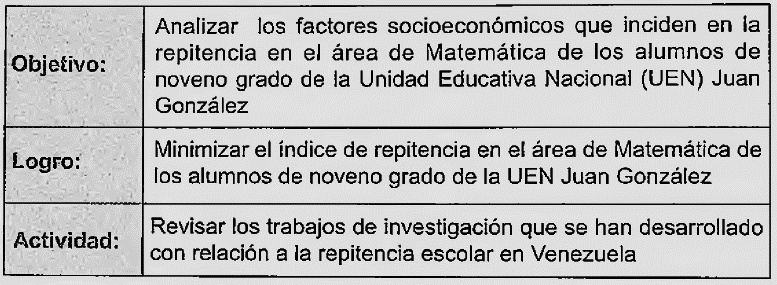 Objetivo:
Analizar los factores socioeconómicos que inciden en la
repitencia en el área de Matemática de los alumnos de
noveno grado de la Unidad Educativa Nacional (UEN) Juan
González
Logro:
Minimizar el índice de repitencia en el área de Matemática de
los alumnos de noveno grado de la UEN Juan González
Actividad:
Revisar los trabajos de investigación que se han desarrollado
con relación a la repitencia escolar en Venezuela